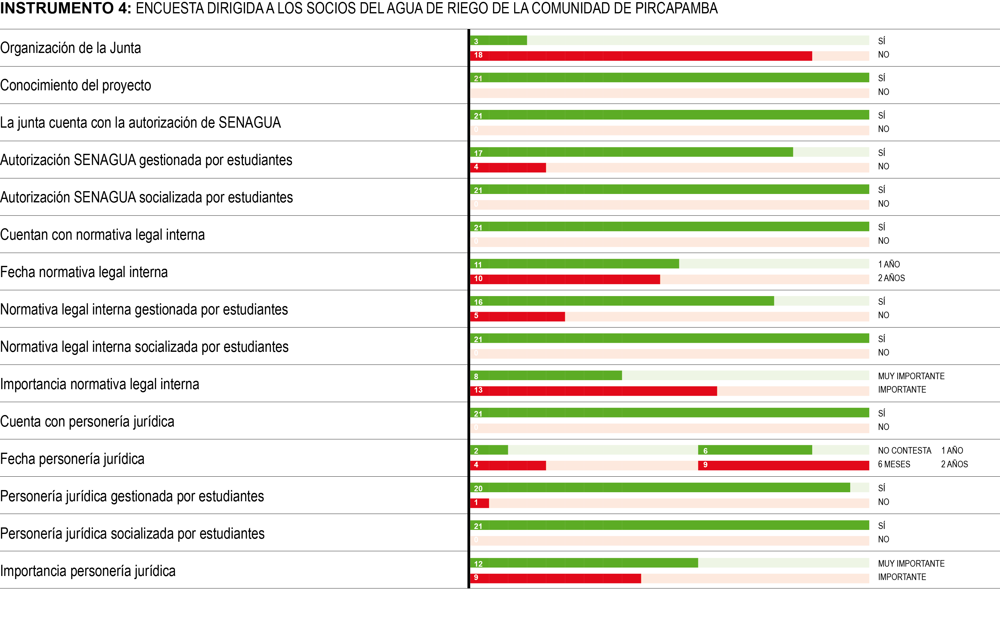 INSTRUMENTO 4: ENCUESTA DIRIGIDA A LOS SOCIOS DEL AGUA DE RIEGO DE LA COMUNIDAD DE PIRCAPAMBA
Organización de la Junta
3 SÍ
18 NO
Conocimiento del proyecto
21 SÍ
NO
La junta cuenta con la autorización de SENAGUA
21 SÍ
0 NO
Autorización SENAGUA gestionada por estudiantes
17 SÍ
4 NO
Autorización SENAGUA socializada por estudiantes
21 SÍ
0 NO
Cuentan con normativa legal interna
21 SÍ
0 NO
Fecha normativa legal interna
11 1 AÑO
10 2 AÑOS
Normativa legal interna gestionada por estudiantes
16 SÍ
5 NO
Normativa legal interna socializada por estudiantes
21 SÍ
0 NO
Importancia normativa legal interna
8 MUY IMPORTANTE
13 IMPORTANTE
Cuenta con personería jurídica
21 SÍ
0 NO
Fecha personería jurídica
2 6 NO CONTESTA 1 AÑO
4 9 6 MESES 2 AÑOS
Personería jurídica gestionada por estudiantes
20 SÍ
1 NO
Personería jurídica socializada por estudiantes
21 SÍ
0 NO
Importancia personería jurídica
12 MUY IMPORTANTE
9 IMPORTANTE